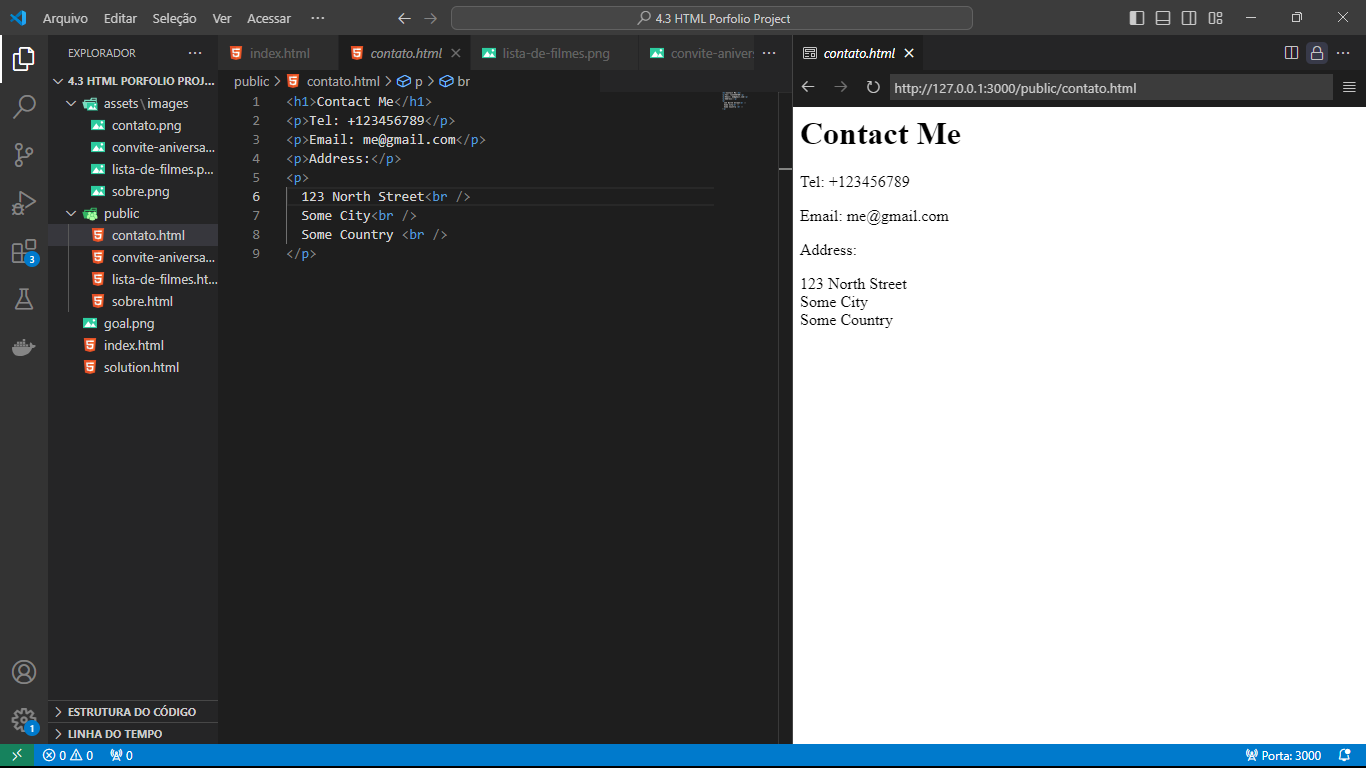 Arquivo Editar Seleção Ver Acessar ··· 4.3 HTML Porfolio Project
EXPLORADOR ···
4.3 HTML PORFOLIO PROJ...
assets\images
contato.png
convite-aniversa...
lista-de-filmes.p...
sobre.png
public
contato.html
convite-aniversa...
lista-de-filmes.ht...
sobre.html
goal.png
index.html
solution.html
ESTRUTURA DO CÓDIGO
LINHA DO TEMPO
index.html contato.html lista-de-filmes.png convite-aniver ···
public > contato.html > p > br
1 <h1>Contact Me</h1>
2 <p>Tel: +123456789</p>
3 <p>Email: me@gmail.com</p>
4 <p>Address:</p>
5 <p>
6 123 North Street<br />
7 Some City<br />
8 Some Country <br />
9 </p>
contato.html ···
http://127.0.0.1:3000/public/contato.html
Contact Me
Tel: +123456789
Email: me@gmail.com
Address:
123 North Street
Some City
Some Country
3
1
0 0 0 Porta: 3000